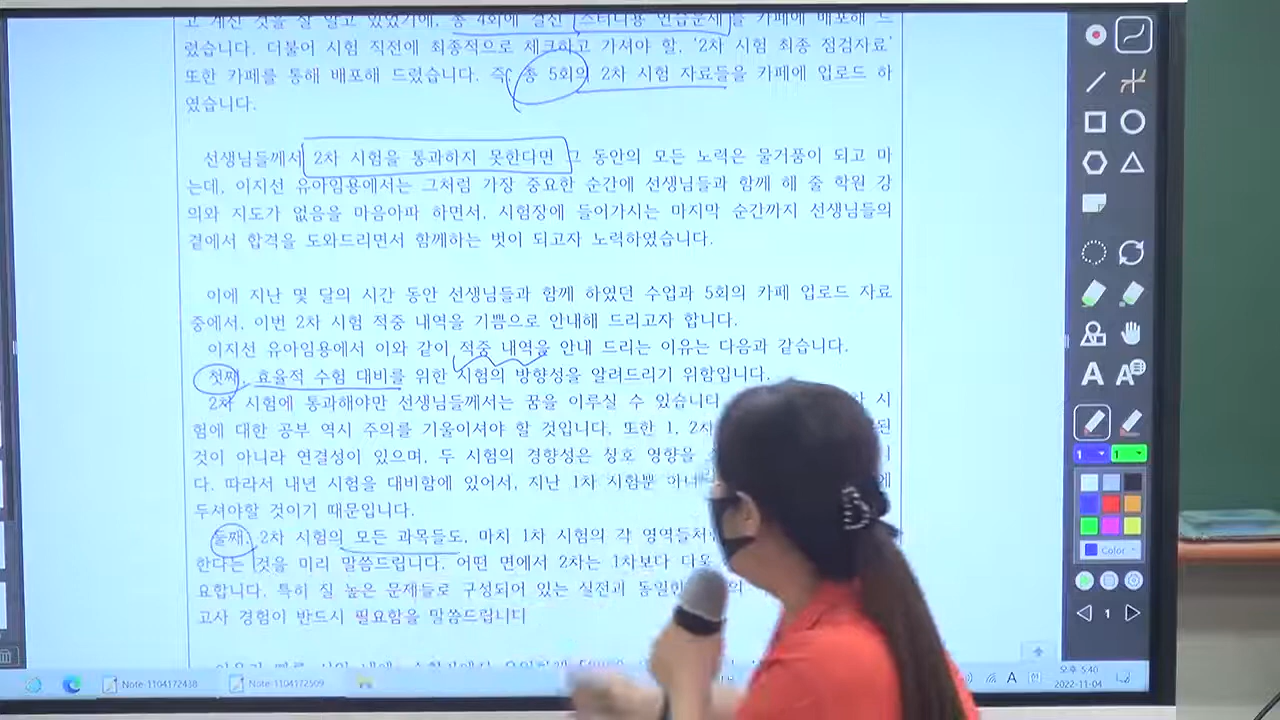 고 계신 것을 잘 알고 있었기에, 총 4회에 걸친 '스터디용 연습문제'를 카페에 배포해 드
렸습니다. 더불어 시험 직전에 최종적으로 체크하고 가셔야 할, '2차 시험 최종 점검자료'
또한 카페를 통해 배포해 드렸습니다. 즉, 총 5회의 2차 시험 자료들을 카페에 업로드 하
였습니다.
선생님들께서 2차 시험을 통과하지 못한다면 그 동안의 모든 노력은 물거품이 되고 마
는데, 이지선 유아임용에서는 그처럼 가장 중요한 순간에 선생님들과 함께 해 줄 학원 강
의와 지도가 없음을 마음아파 하면서, 시험장에 들어가시는 마지막 순간까지 선생님들의
곁에서 합격을 도와드리면서 함께하는 벗이 되고자 노력하였습니다.
이에 지난 몇 달의 시간 동안 선생님들과 함께 하였던 수업과 5회의 카페 업로드 자료
중에서, 이번 2차 시험 적중 내역을 기쁨으로 안내해 드리고자 합니다.
이지선 유아임용에서 이와 같이 적중 내역을 안내 드리는 이유는 다음과 같습니다.
첫째, 효율적 수험 대비를 위한 시험의 방향성을 알려드리기 위함입니다.
2차 시험에 통과해야만 선생님들께서는 꿈을 이루실 수 있습니다 시
험에 대한 공부 역시 주의를 기울이셔야 할 것입니다. 또한 1, 2차 된
것이 아니라 연결성이 있으며, 두 시험의 경향성은 상호 영향을
다. 따라서 내년 시험을 대비함에 있어서, 지난 1차 시험뿐 아니 에
두셔야할 것이기 때문입니다.
둘째, 2차 시험의 모든 과목들도, 마치 1차 시험의 각 영역들처럼
한다는 것을 미리 말씀드립니다. 어떤 면에서 2차는 1차보다 더욱
요합니다. 특히 질 높은 문제들로 구성되어 있는 실전과 동일한 의
고사 경험이 반드시 필요함을 말씀드립니다
A
A
1
1
Color
1
Note-1104172438
Note-1104172509
A
오후 5:40
2022-11-04